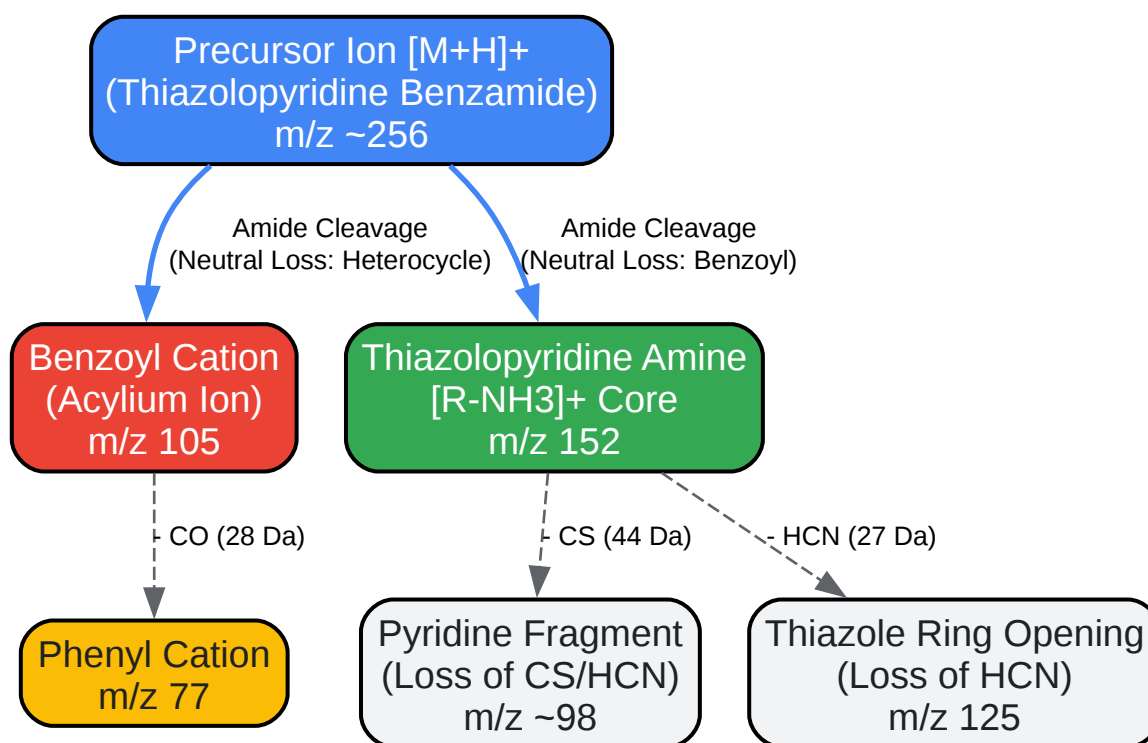 Precursor Ion [M+H]+
(Thiazolopyridine Benzamide)
m/z ~256
Amide Cleavage
(Neutral Loss: Heterocycle)
Amide Cleavage
(Neutral Loss: Benzoyl)
Benzoyl Cation
(Acylium Ion)
m/z 105
Thiazolopyridine Amine
[R-NH3]+ Core
m/z 152
- CO (28 Da)
- CS (44 Da)
- HCN (27 Da)
Phenyl Cation
m/z 77
Pyridine Fragment
(Loss of CS/HCN)
m/z ~98
Thiazole Ring Opening
(Loss of HCN)
m/z 125